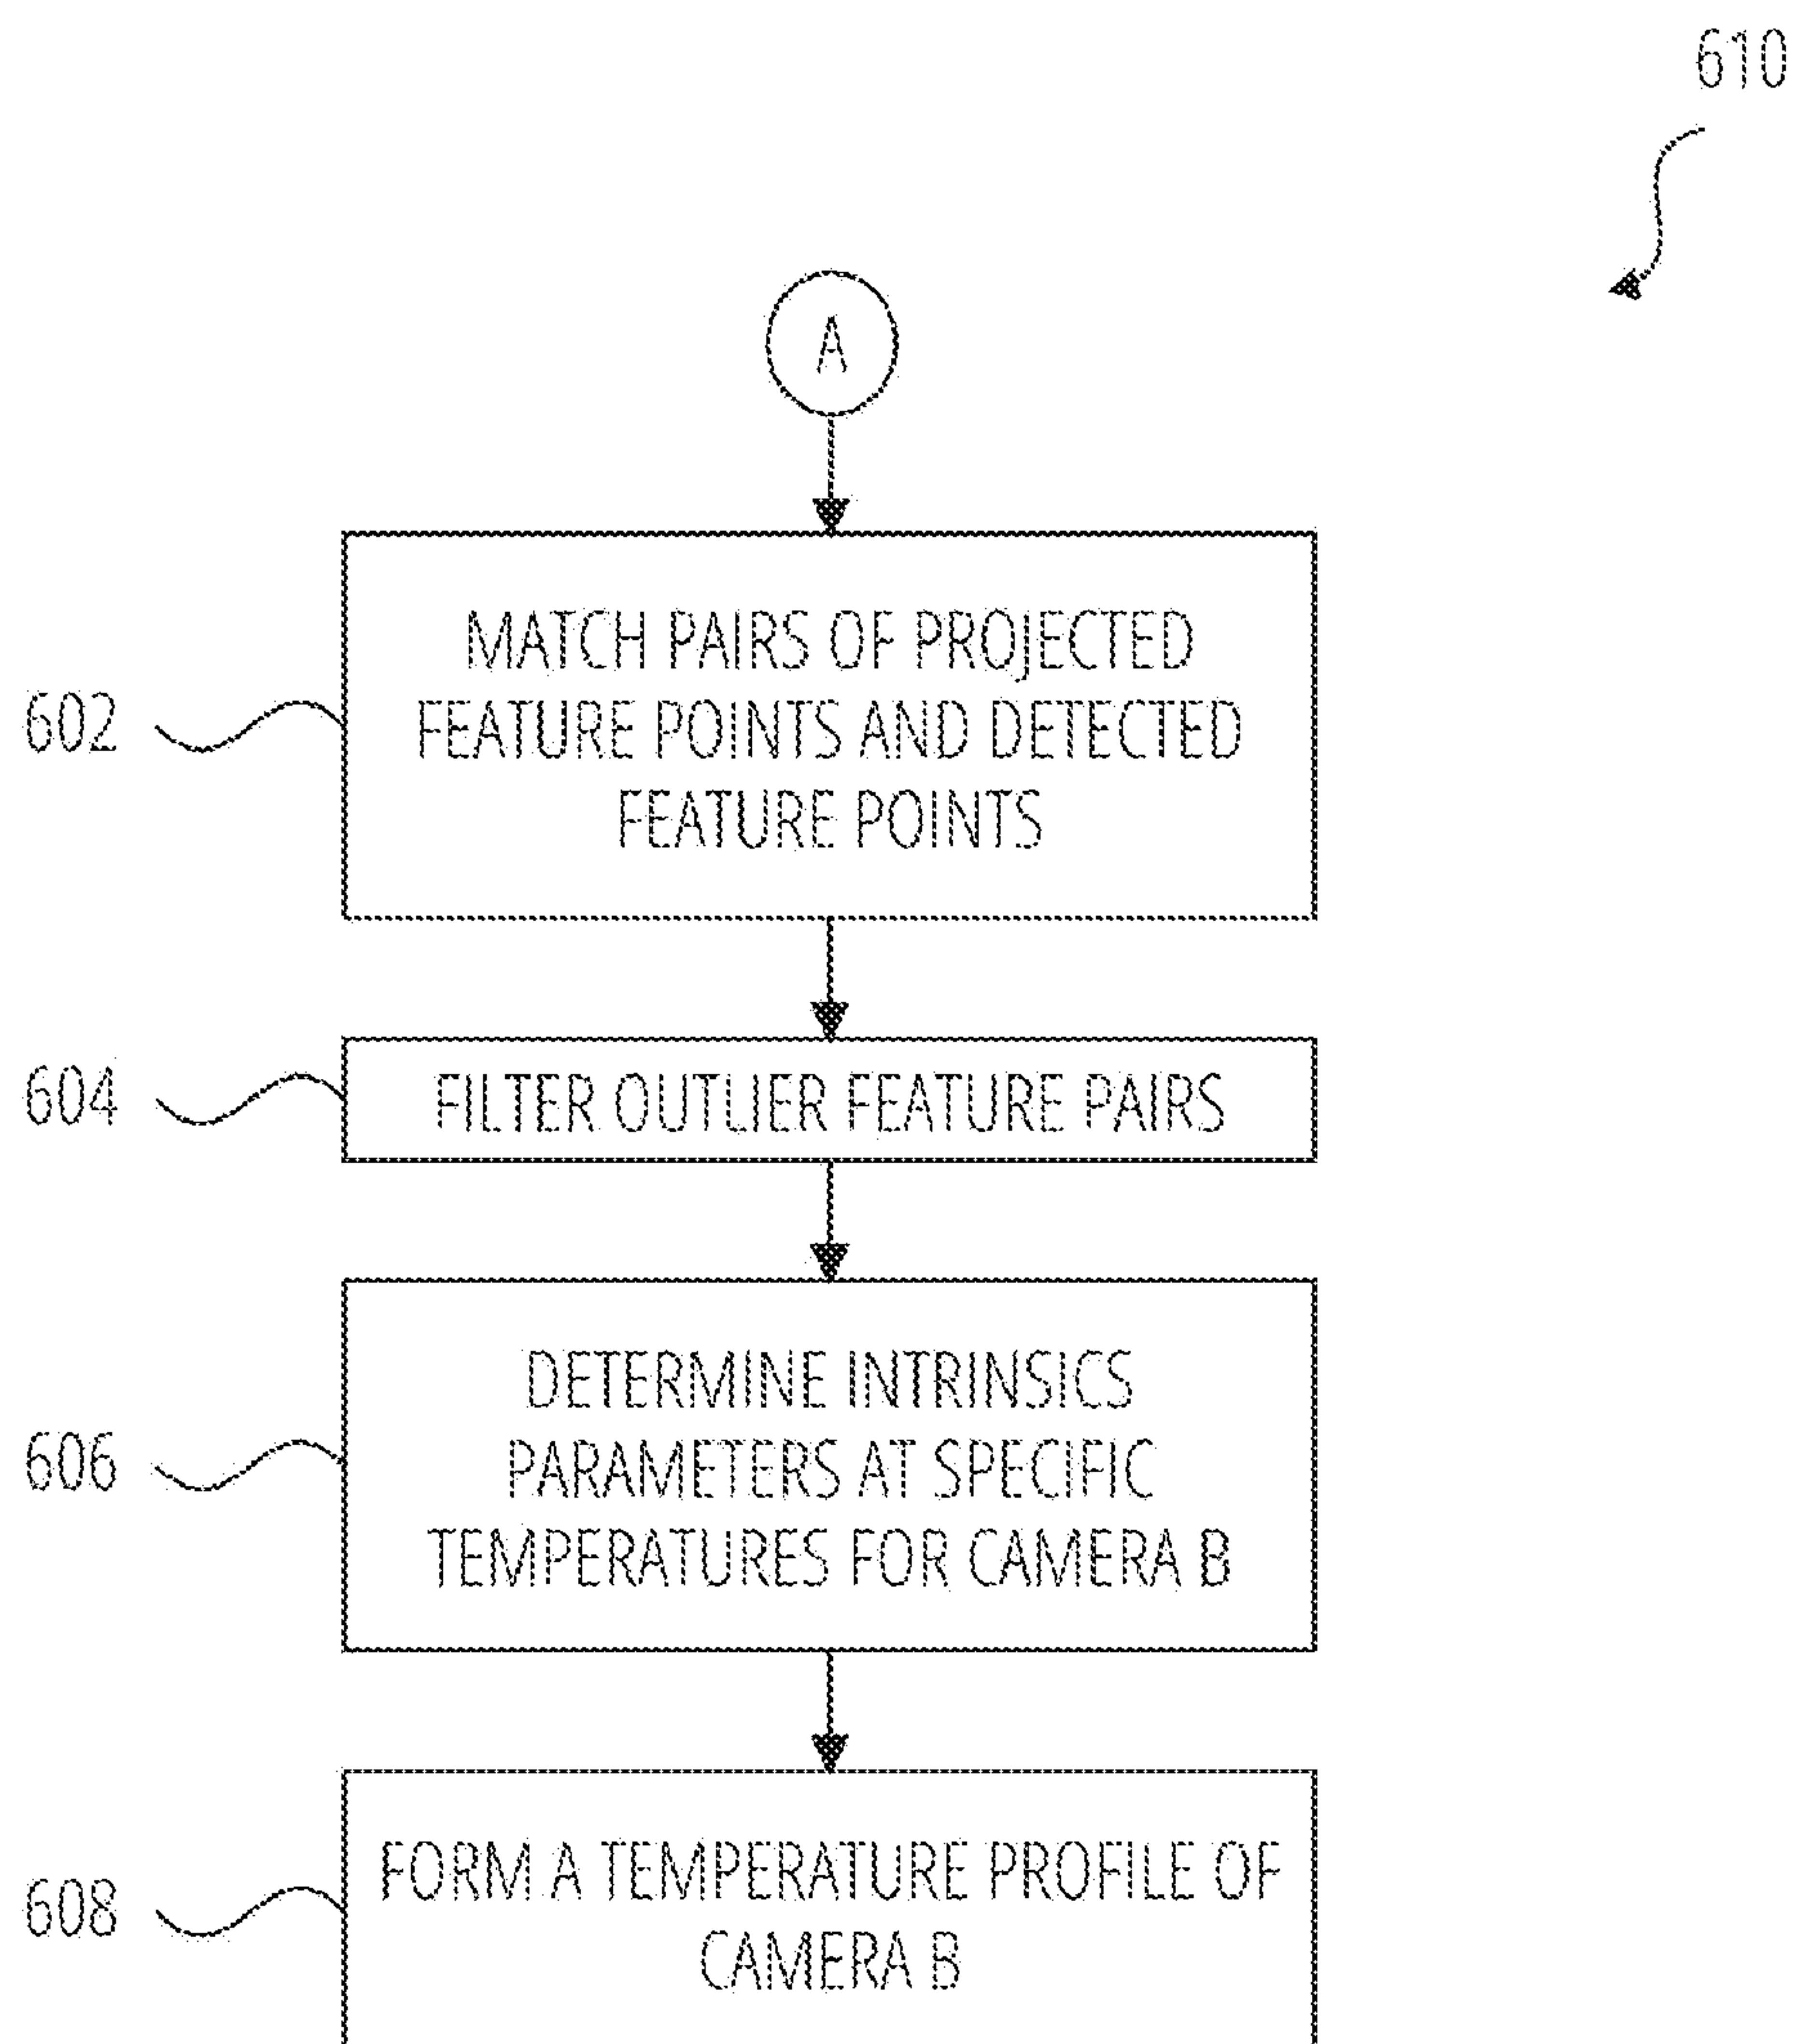 610
A
602
MATCH PAIRS OF PROJECTED
FEATURE POINTS AND DETECTED
FEATURE POINTS
604
FILTER OUTLIER FEATURE PAIRS
606
DETERMINE INTRINSICS
PARAMETERS AT SPECIFIC
TEMPERATURES FOR CAMERA B
608
FORM A TEMPERATURE PROFILE OF
CAMERA B